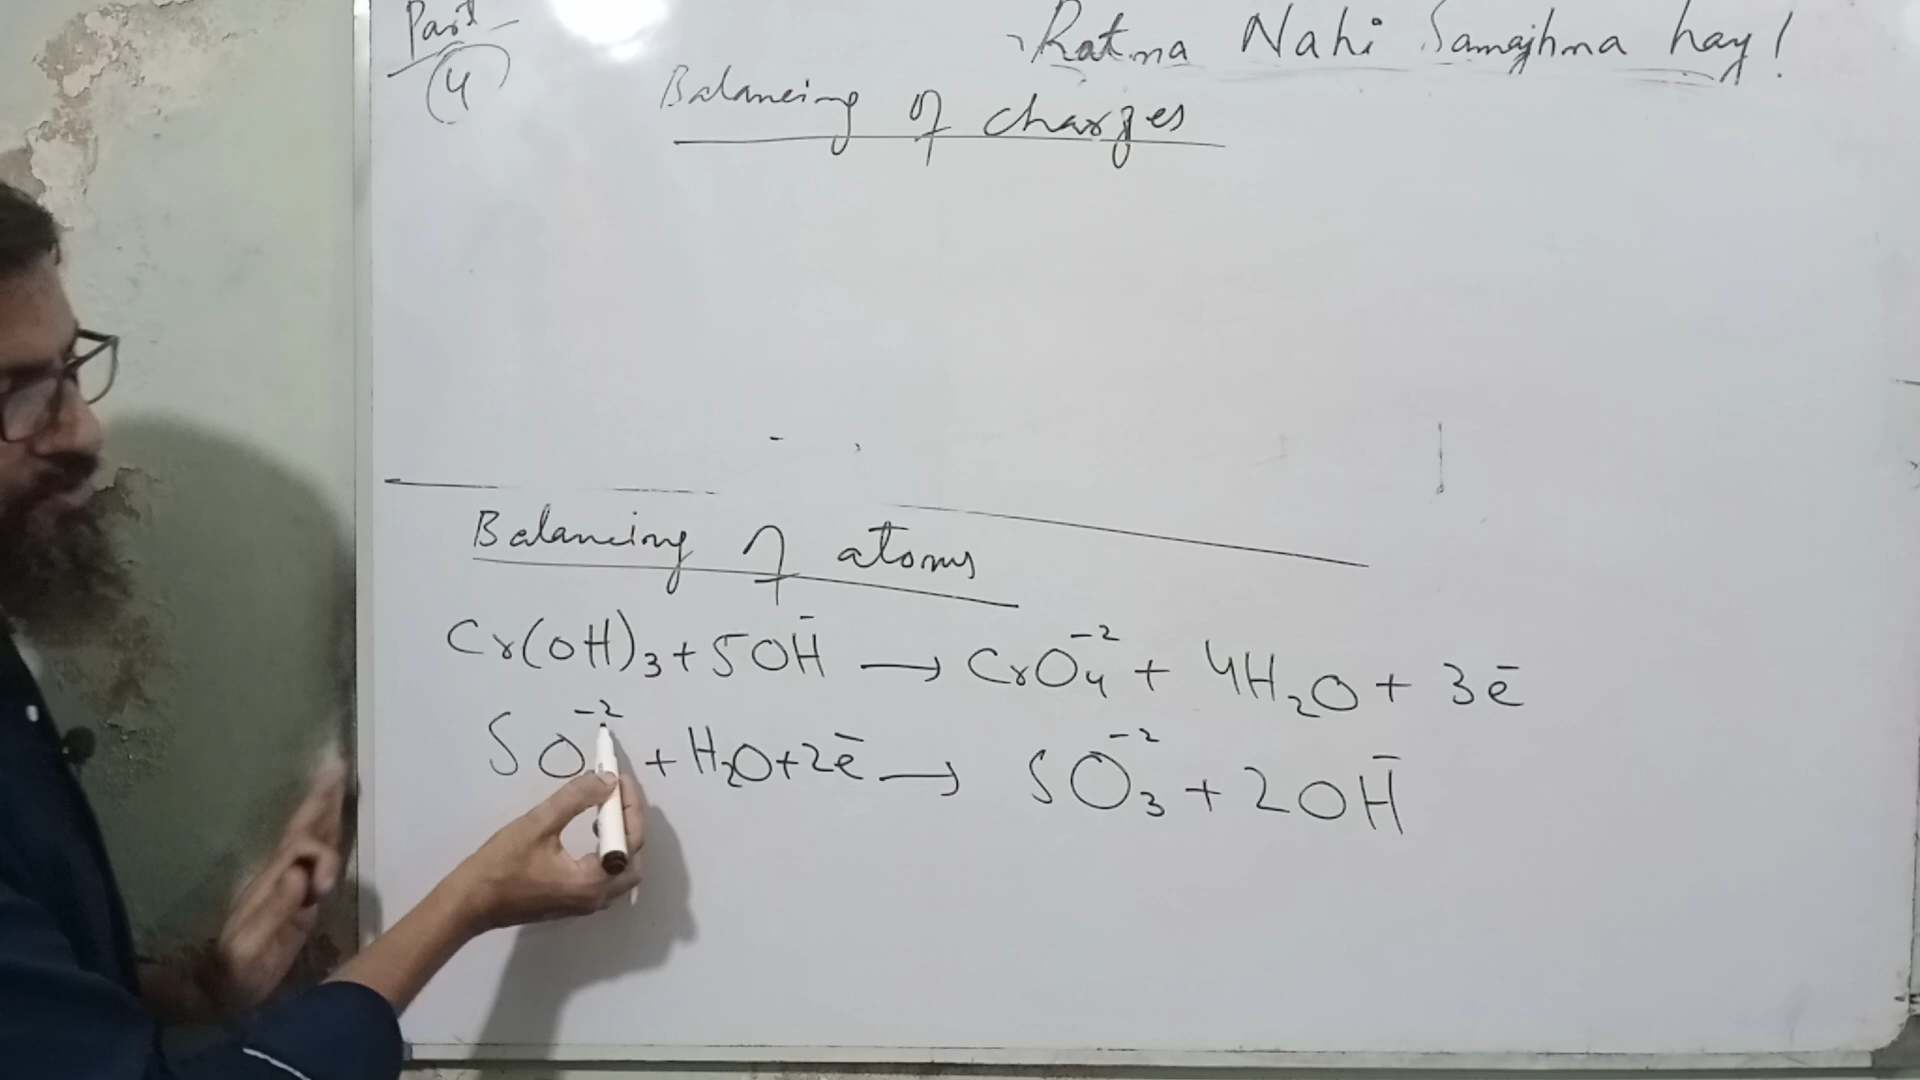 Part
(4)
Ratna Nahi Samajhna hay!
Balancing of charges
Balancing of atoms
Cr(OH)₃ + 5OH⁻ → CrO₄⁻² + 4H₂O + 3e⁻
SO⁻² + H₂O + 2e⁻ → SO₃⁻² + 2OH⁻